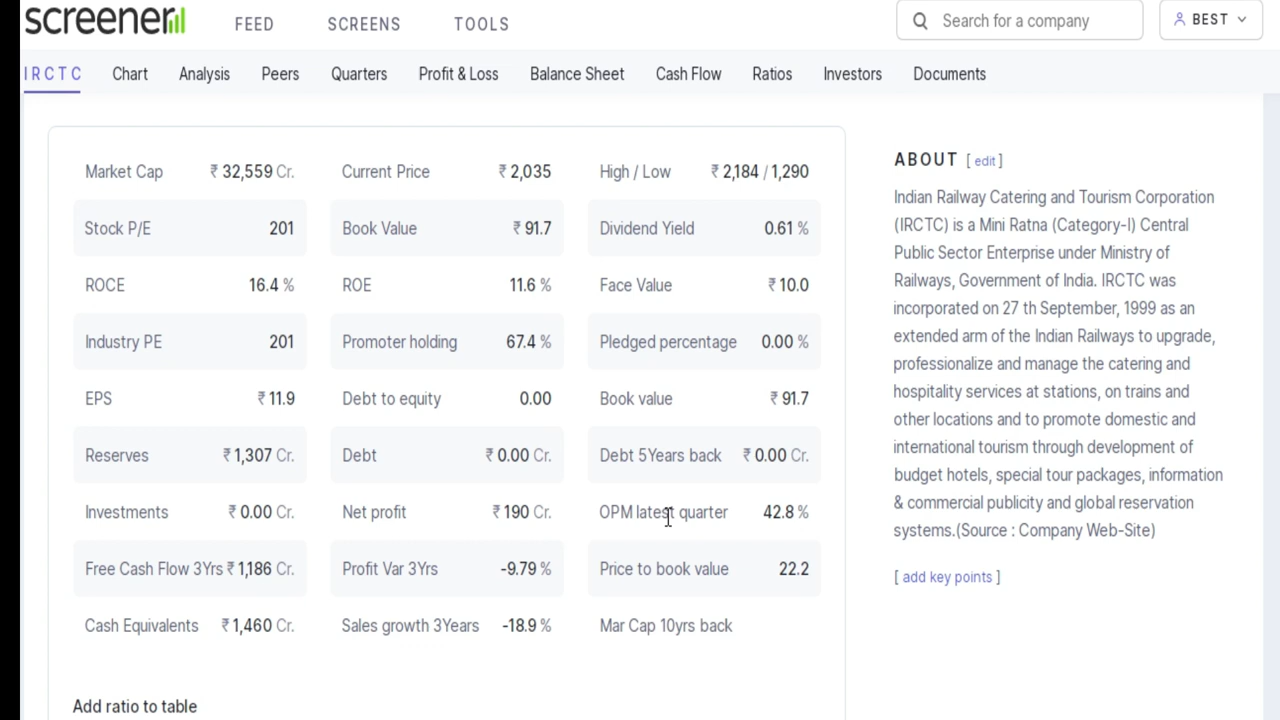 screener
FEED SCREENS TOOLS
Search for a company
BEST
IRCTC Chart Analysis Peers Quarters Profit & Loss Balance Sheet Cash Flow Ratios Investors Documents
Market Cap ₹ 32,559 Cr. Current Price ₹ 2,035 High / Low ₹ 2,184 / 1,290
Stock P/E 201 Book Value ₹ 91.7 Dividend Yield 0.61 %
ROCE 16.4 % ROE 11.6 % Face Value ₹ 10.0
Industry PE 201 Promoter holding 67.4 % Pledged percentage 0.00 %
EPS ₹ 11.9 Debt to equity 0.00 Book value ₹ 91.7
Reserves ₹ 1,307 Cr. Debt ₹ 0.00 Cr. Debt 5Years back ₹ 0.00 Cr.
Investments ₹ 0.00 Cr. Net profit ₹ 190 Cr. OPM latest quarter 42.8 %
Free Cash Flow 3Yrs ₹ 1,186 Cr. Profit Var 3Yrs -9.79 % Price to book value 22.2
Cash Equivalents ₹ 1,460 Cr. Sales growth 3Years -18.9 % Mar Cap 10yrs back
Add ratio to table
ABOUT [ edit ]
Indian Railway Catering and Tourism Corporation
(IRCTC) is a Mini Ratna (Category-I) Central
Public Sector Enterprise under Ministry of
Railways, Government of India. IRCTC was
incorporated on 27 th September, 1999 as an
extended arm of the Indian Railways to upgrade,
professionalize and manage the catering and
hospitality services at stations, on trains and
other locations and to promote domestic and
international tourism through development of
budget hotels, special tour packages, information
& commercial publicity and global reservation
systems.(Source : Company Web-Site)
[ add key points ]